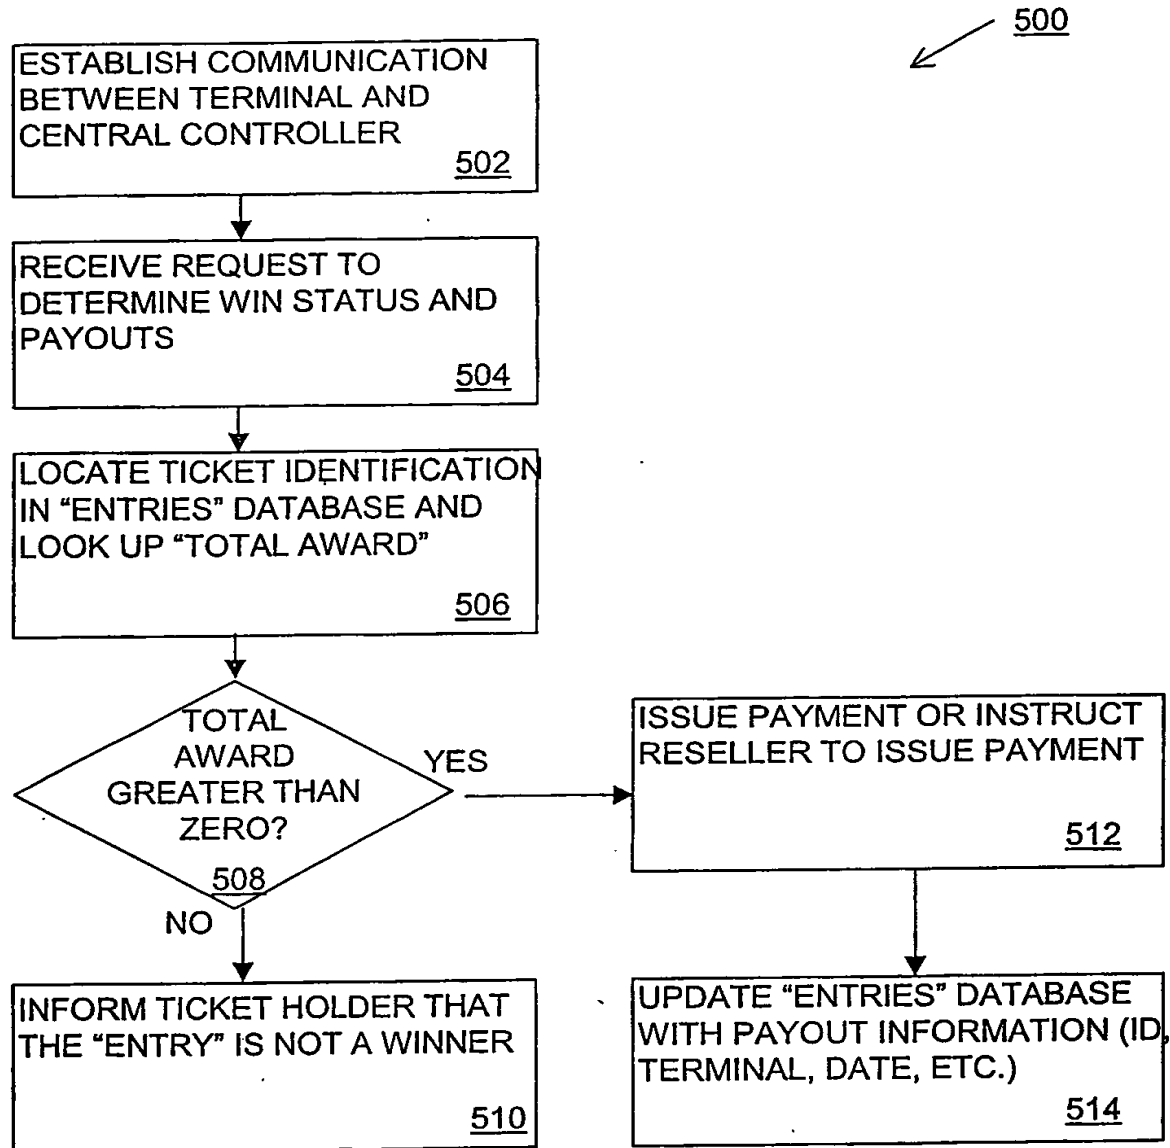 500
ESTABLISH COMMUNICATION
BETWEEN TERMINAL AND
CENTRAL CONTROLLER
502
RECEIVE REQUEST TO
DETERMINE WIN STATUS AND
PAYOUTS
504
LOCATE TICKET IDENTIFICATION
IN “ENTRIES” DATABASE AND
LOOK UP “TOTAL AWARD”
506
TOTAL
AWARD
GREATER THAN
ZERO?
508
YES
NO
ISSUE PAYMENT OR INSTRUCT
RESELLER TO ISSUE PAYMENT
512
INFORM TICKET HOLDER THAT
THE “ENTRY” IS NOT A WINNER
510
UPDATE “ENTRIES” DATABASE
WITH PAYOUT INFORMATION (ID,
TERMINAL, DATE, ETC.)
514